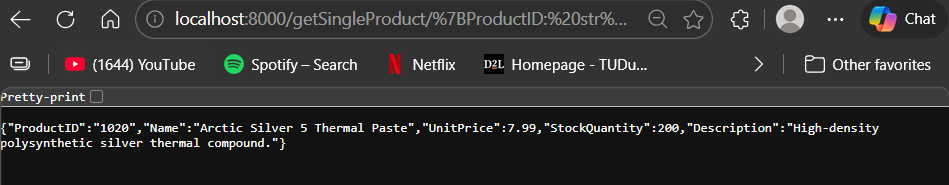 localhost:8000/getSingleProduct/%7BProductID:%20str%...
Chat
(1644) YouTube
Spotify – Search
N Netflix
D2L Homepage - TUDu...
Other favorites
Pretty-print
{"ProductID":"1020","Name":"Arctic Silver 5 Thermal Paste","UnitPrice":7.99,"StockQuantity":200,"Description":"High-density
polysynthetic silver thermal compound."}